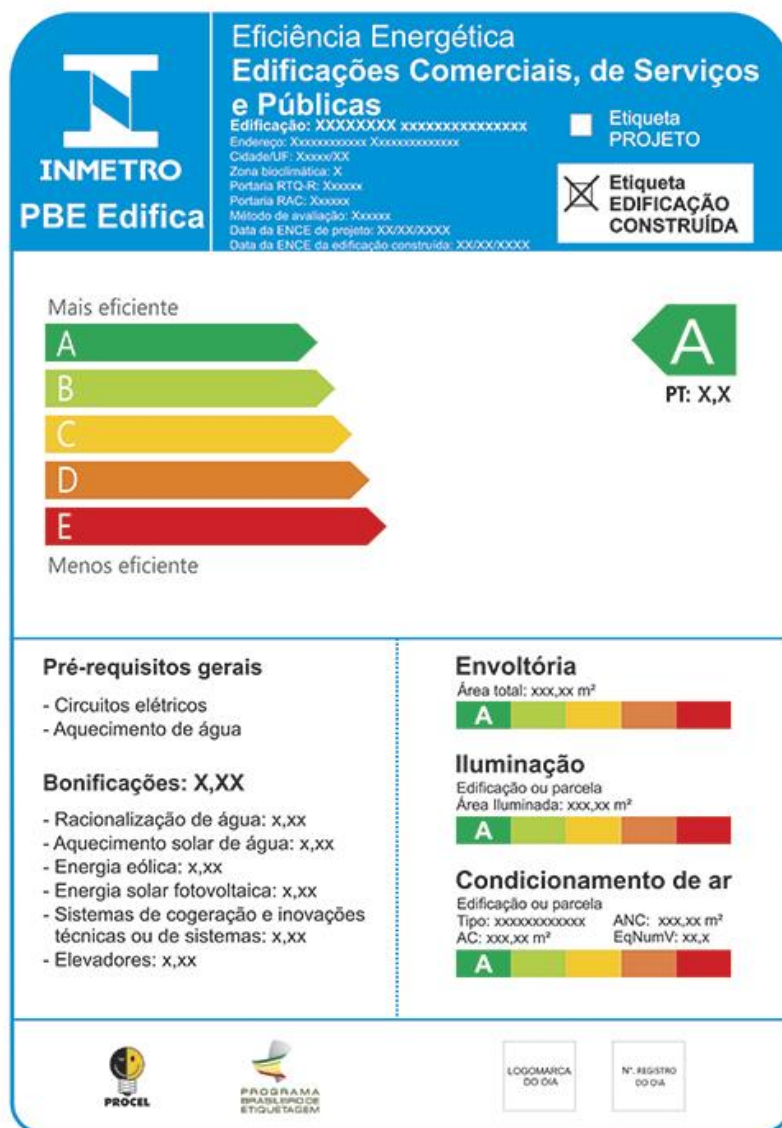 INMETRO
PBE Edifica
Eficiência Energética
Edificações Comerciais, de Serviços
e Públicas
Edificação: XXXXXXXX xxxxxxxxxxxxxxx
Endereço: Xxxxxxxxxxxx Xxxxxxxxxxxxxx
Cidade/UF: Xxxxx/XX
Zona bioclimática: X
Portaria RTQ-R: Xxxxxx
Portaria RAC: Xxxxxx
Método de avaliação: Xxxxxx
Data da ENCE de projeto: XX/XX/XXXX
Data da ENCE da edificação construída: XX/XX/XXXX
Etiqueta
PROJETO
Etiqueta
EDIFICAÇÃO
CONSTRUÍDA
Mais eficiente
A
B
C
D
E
Menos eficiente
A
PT: X,X
Pré-requisitos gerais
- Circuitos elétricos
- Aquecimento de água
Bonificações: X,XX
- Racionalização de água: x,xx
- Aquecimento solar de água: x,xx
- Energia eólica: x,xx
- Energia solar fotovoltaica: x,xx
- Sistemas de cogeração e inovações
técnicas ou de sistemas: x,xx
- Elevadores: x,xx
Envoltória
Área total: xxx,xx m²
A
Iluminação
Edificação ou parcela
Área Iluminada: xxx,xx m²
A
Condicionamento de ar
Edificação ou parcela
Tipo: xxxxxxxxxxxx ANC: xxx,xx m²
AC: xxx,xx m² EqNumV: xx,x
A
PROCEL
PROGRAMA
BRASILEIRO DE
ETIQUETAGEM
LOGOMARCA
DO OIA
N°. REGISTRO
DO OIA